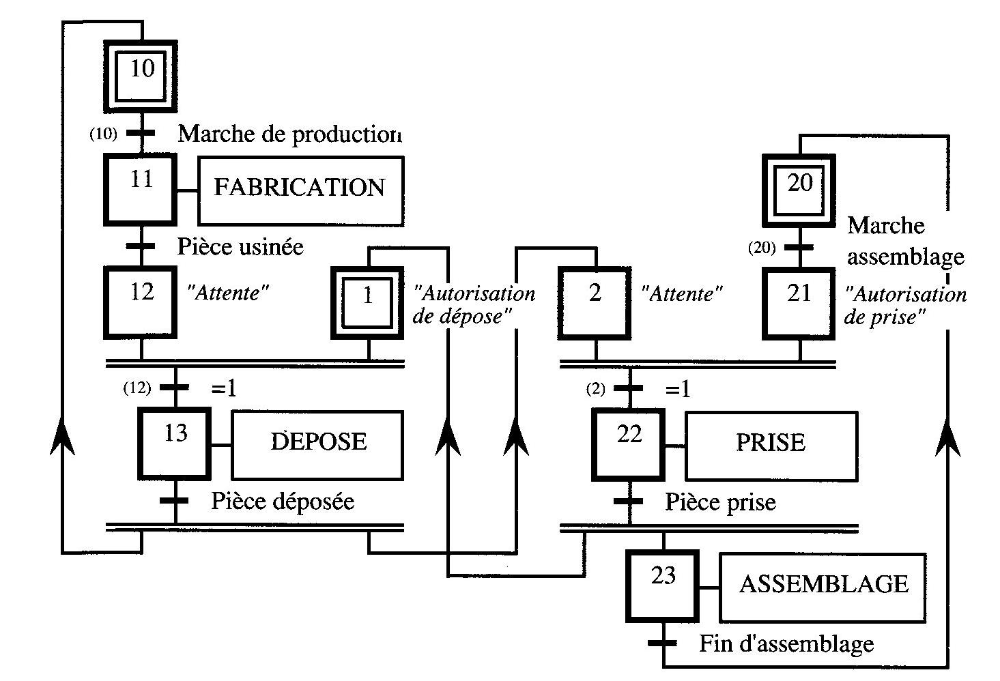 10
(10) Marche de production
11 FABRICATION
Pièce usinée
12 "Attente"
1 "Autorisation
de dépose"
(12) =1
13 DEPOSE
Pièce déposée
20
Marche
(20)
assemblage
2 "Attente"
21 "Autorisation
de prise"
(2) =1
22 PRISE
Pièce prise
23 ASSEMBLAGE
Fin d'assemblage